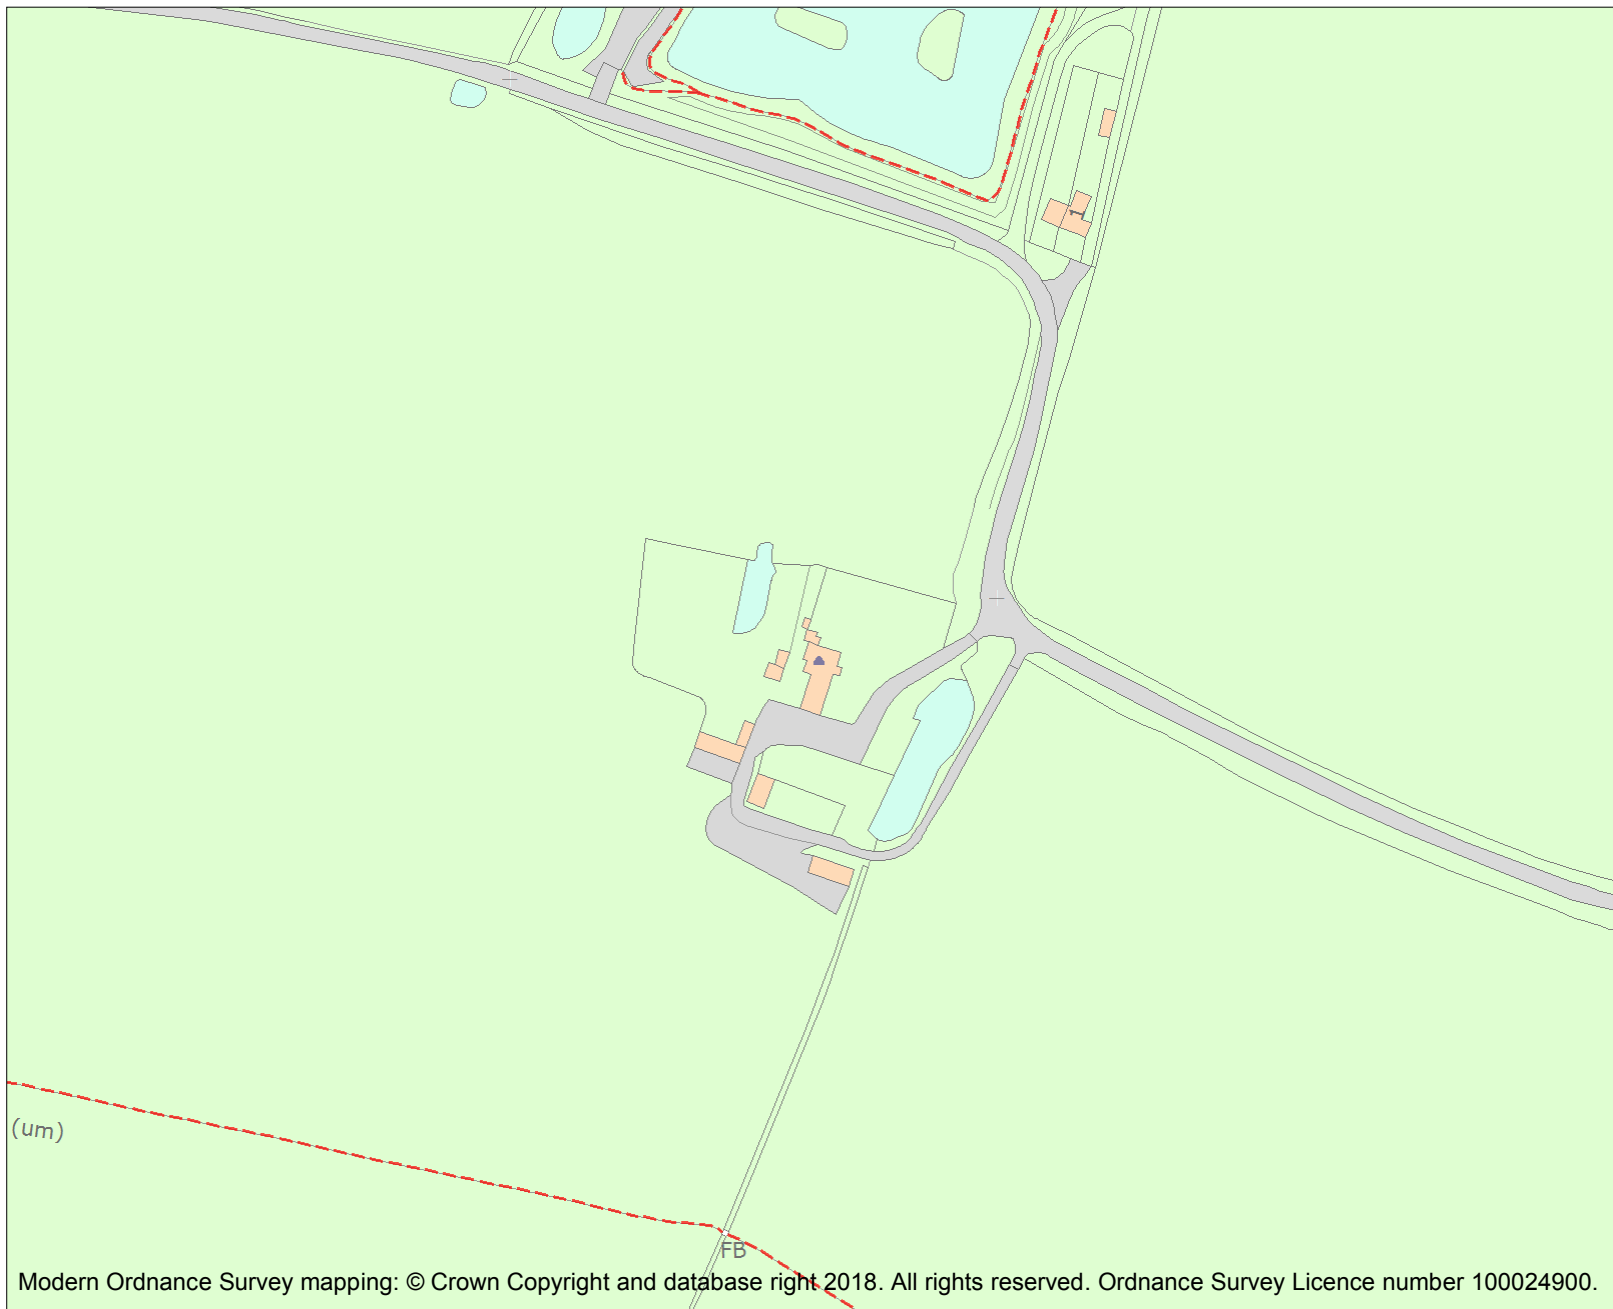 1
(um)
FB
Modern Ordnance Survey mapping: © Crown Copyright and database right 2018. All rights reserved. Ordnance Survey Licence number 100024900.